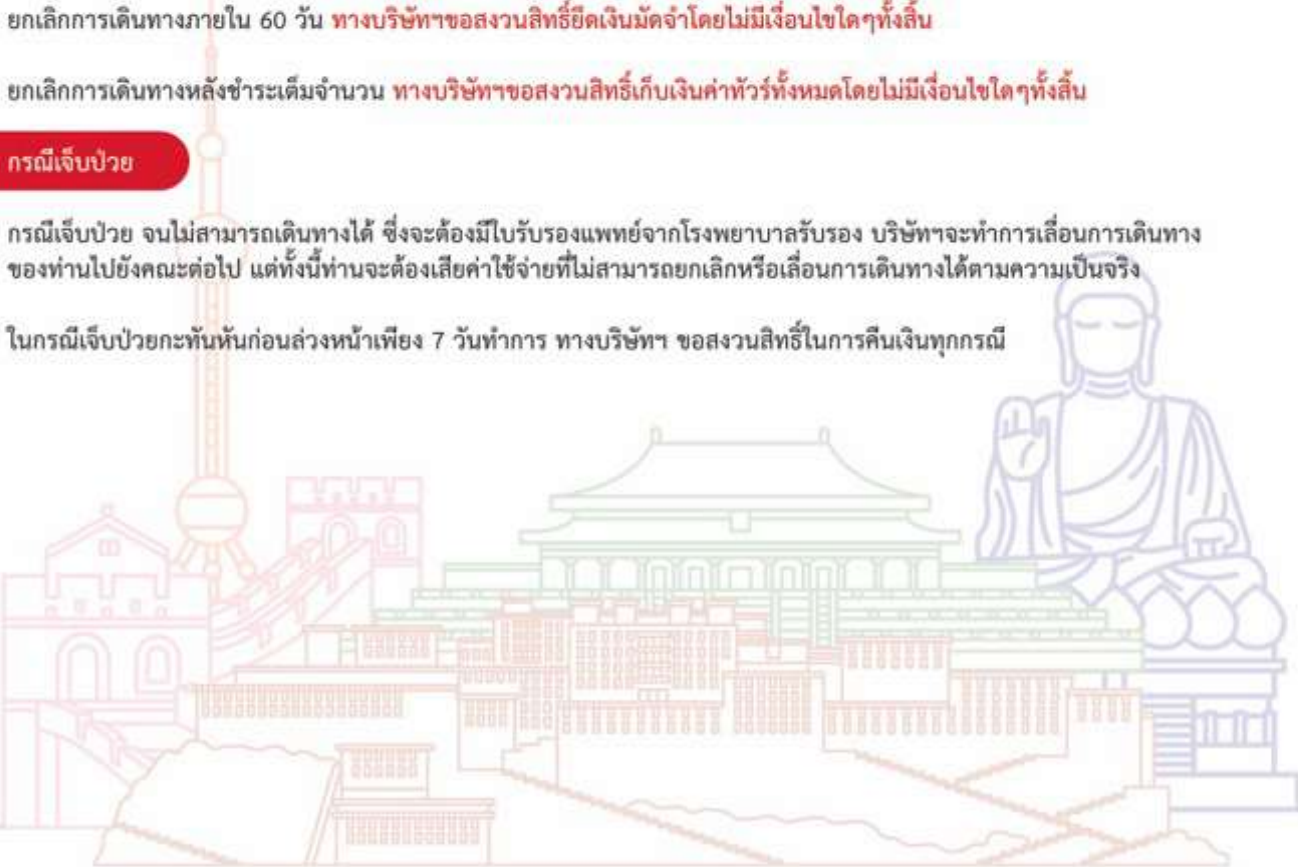 ยกเลิกการเดินทางภายใน 60 วัน ทางบริษัทฯขอสงวนสิทธิ์ยึดเงินมัดจำโดยไม่มีเงื่อนไขใดๆทั้งสิ้น
ยกเลิกการเดินทางหลังชำระเต็มจำนวน ทางบริษัทฯขอสงวนสิทธิ์เก็บเงินค่าทัวร์ทั้งหมดโดยไม่มีเงื่อนไขใดๆทั้งสิ้น
กรณีเจ็บป่วย
กรณีเจ็บป่วย จนไม่สามารถเดินทางได้ ซึ่งจะต้องมีใบรับรองแพทย์จากโรงพยาบาลรับรอง บริษัทฯจะทำการเลื่อนการเดินทาง
ของท่านไปยังคณะต่อไป แต่ทั้งนี้ท่านจะต้องเสียค่าใช้จ่ายที่ไม่สามารถยกเลิกหรือเลื่อนการเดินทางได้ตามความเป็นจริง
ในกรณีเจ็บป่วยกะทันหันก่อนล่วงหน้าเพียง 7 วันทำการ ทางบริษัทฯ ขอสงวนสิทธิ์ในการคืนเงินทุกกรณี